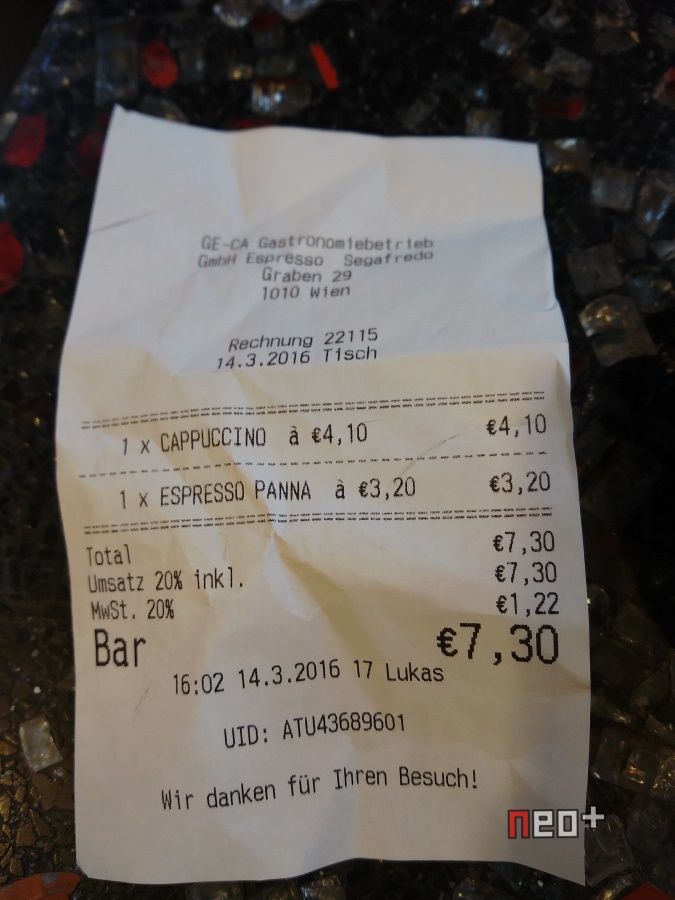 GE-CA Gastronomiebetrieb
GmbH Espresso Segafredo
Graben 29
1010 Wien
Rechnung 22115
14.3.2016 Tisch
1 x CAPPUCCINO à €4,10 €4,10
1 x ESPRESSO PANNA à €3,20 €3,20
Total €7,30
Umsatz 20% inkl. €7,30
MwSt. 20% €1,22
Bar €7,30
16:02 14.3.2016 17 Lukas
UID: ATU43689601
Wir danken für Ihren Besuch!
neo+